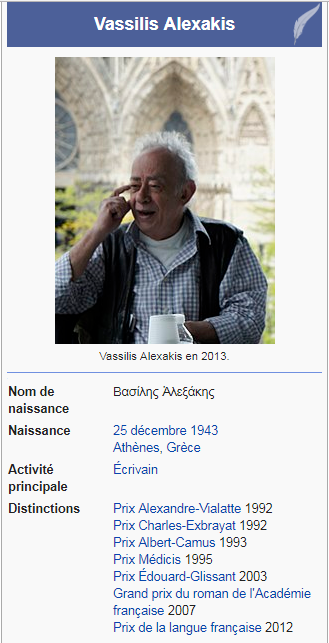 Vassilis Alexakis
Vassilis Alexakis en 2013.
Nom de naissance Βασίλης Ἀλεξάκης
Naissance 25 décembre 1943
Athènes, Grèce
Activité principale Écrivain
Distinctions Prix Alexandre-Vialatte 1992
Prix Charles-Exbrayat 1992
Prix Albert-Camus 1993
Prix Médicis 1995
Prix Édouard-Glissant 2003
Grand prix du roman de l'Académie
française 2007
Prix de la langue française 2012